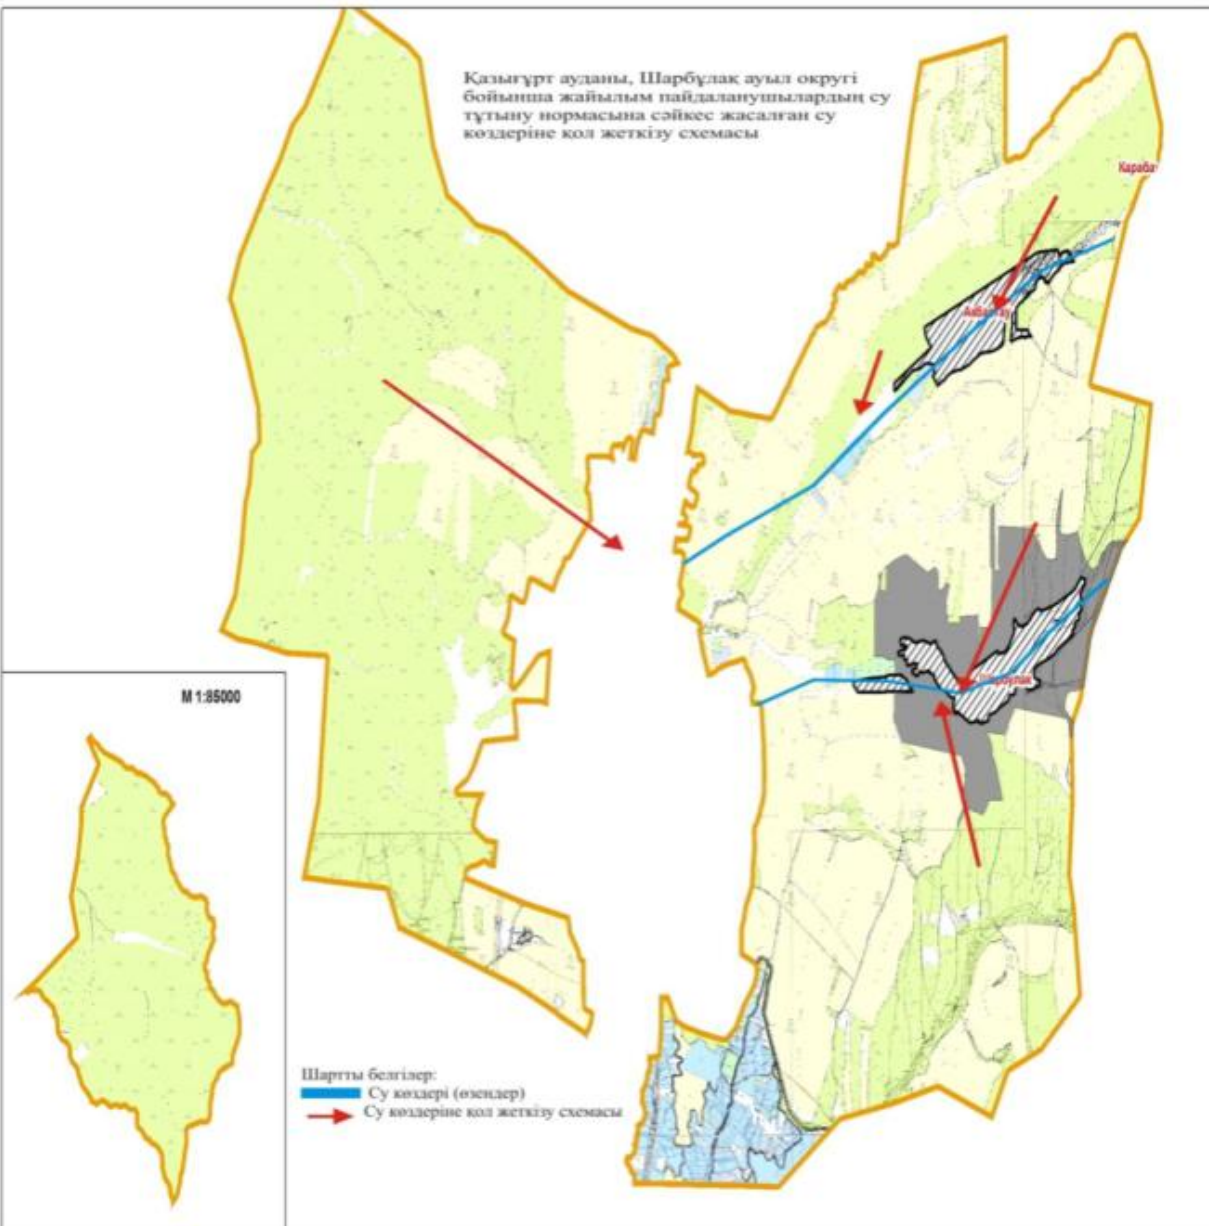 Қазығұрт ауданы, Шарбұлақ ауыл округі
бойынша жайылым пайдаланушылардың су
тұтыну нормасына сәйкес жасалған су
көздеріне қол жеткізу схемасы
Карабау
М 1:85000
Шартты белгілер:
Су көздері (өзендер)
Су көздеріне қол жеткізу схемасы